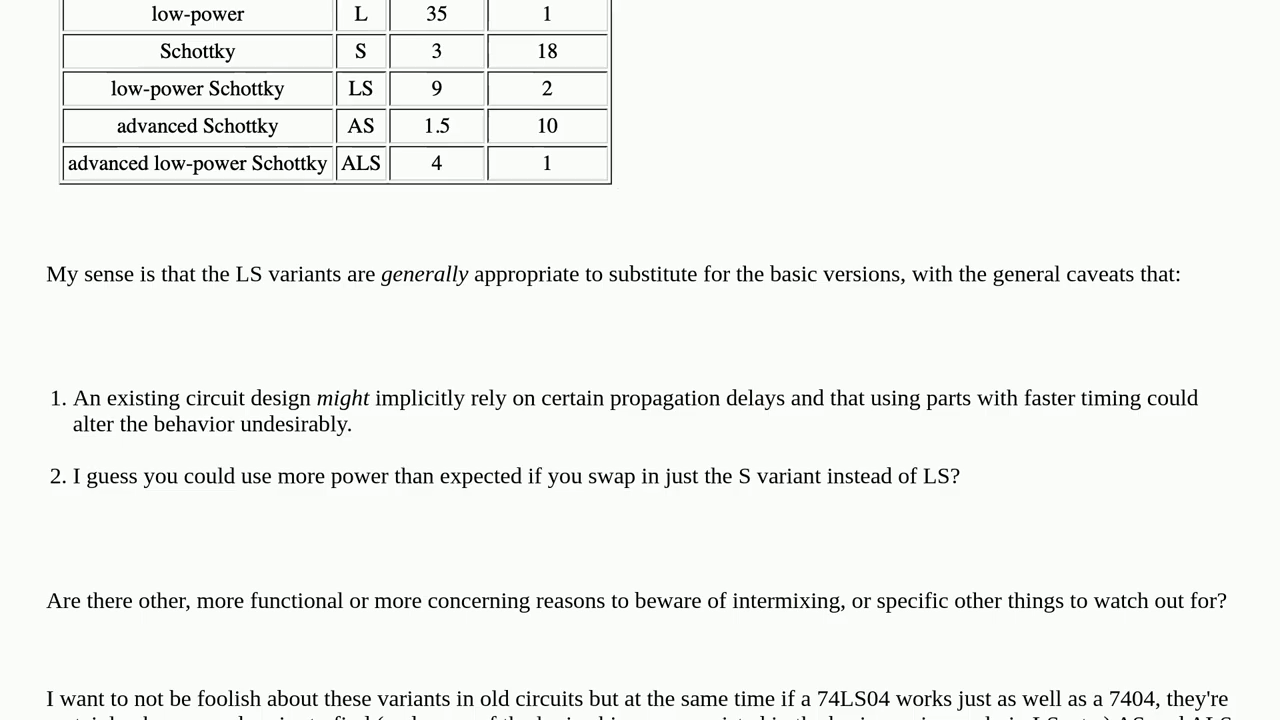 low-power L 35 1
Schottky S 3 18
low-power Schottky LS 9 2
advanced Schottky AS 1.5 10
advanced low-power Schottky ALS 4 1
My sense is that the LS variants are generally appropriate to substitute for the basic versions, with the general caveats that:
1. An existing circuit design might implicitly rely on certain propagation delays and that using parts with faster timing could
alter the behavior undesirably.
2. I guess you could use more power than expected if you swap in just the S variant instead of LS?
Are there other, more functional or more concerning reasons to beware of intermixing, or specific other things to watch out for?
I want to not be foolish about these variants in old circuits but at the same time if a 74LS04 works just as well as a 7404, they're